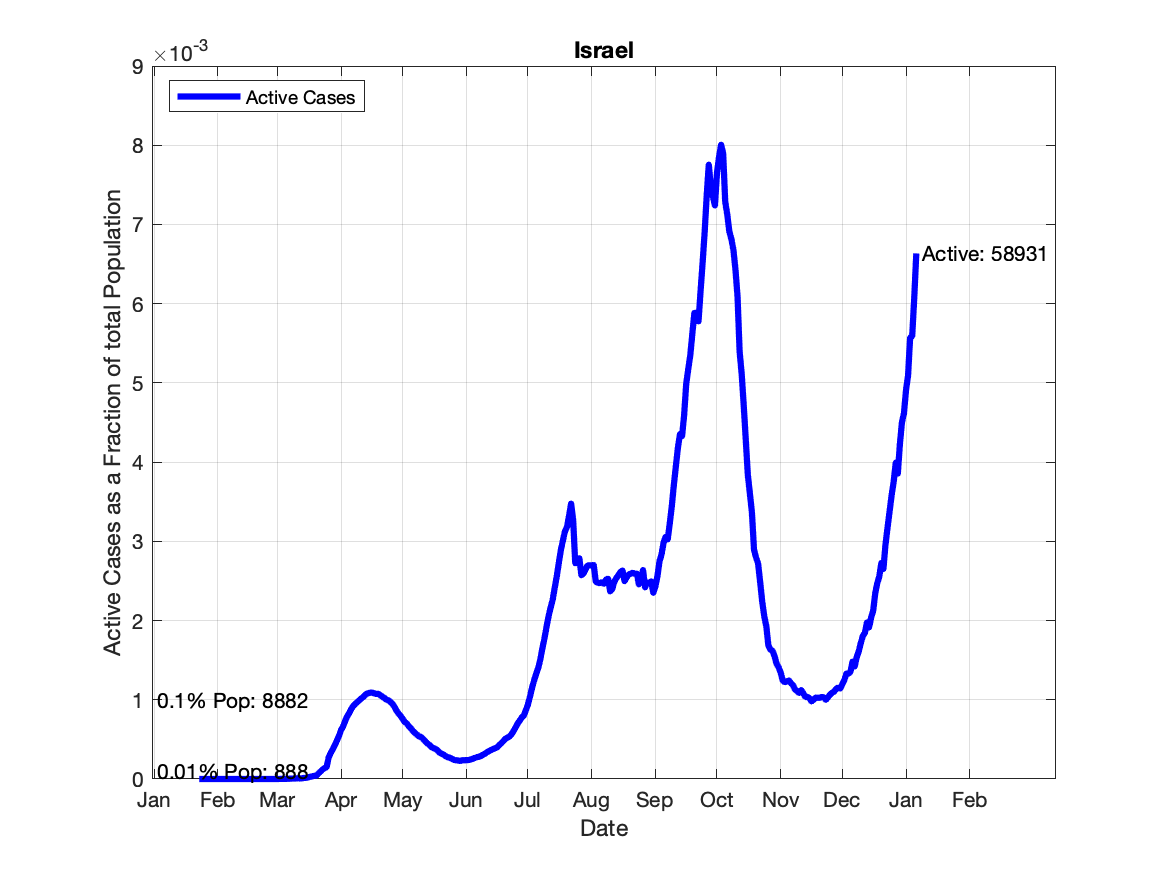 Israel
×10-3
9
8
7
6
5
4
3
2
1
0
Active Cases
Active: 58931
0.1% Pop: 8882
0.01% Pop: 888
Active Cases as a Fraction of total Population
Jan Feb Mar Apr May Jun Jul Aug Sep Oct Nov Dec Jan Feb
Date